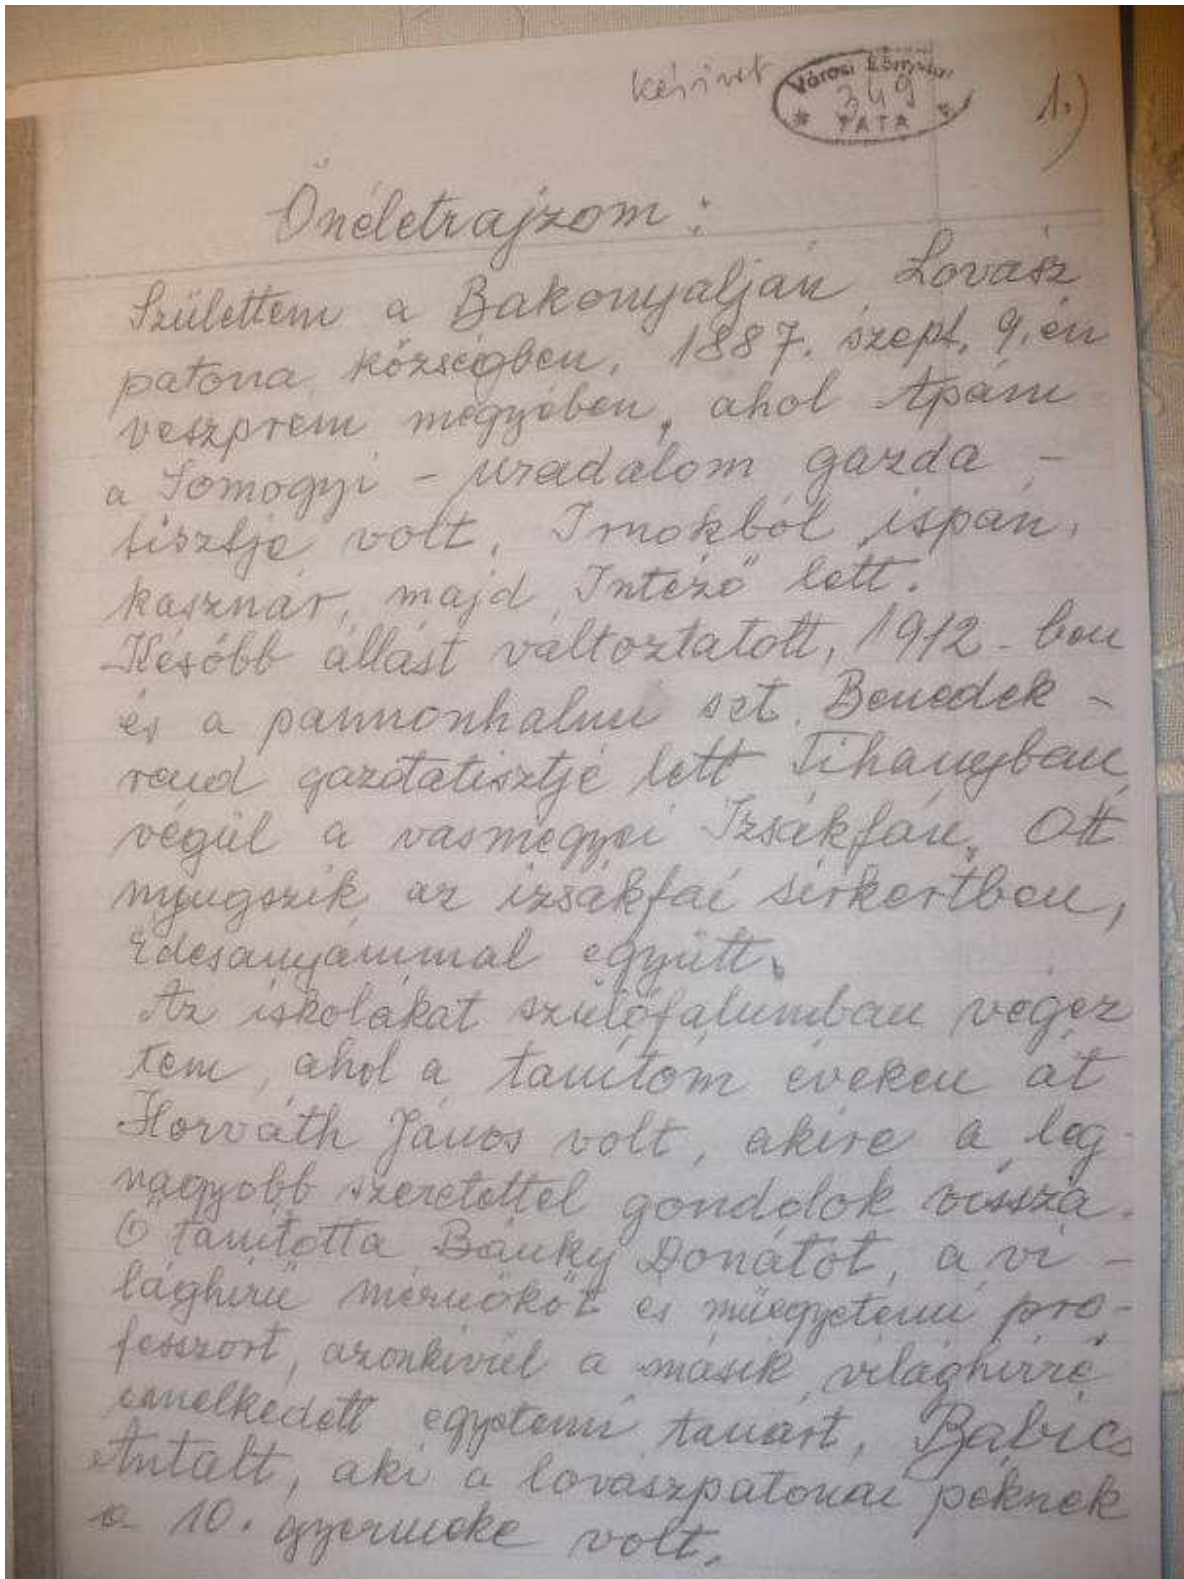 kézirat
Városi Könyvtár
349
* TATA *
1.)
Önéletrajzom:
Születtem a Bakonyalján Lovász
patona községben, 1887. szept. 9.én
veszprém megyében, ahol Apám
a Somogyi - uradalom gazda -
tisztje volt. Irnokból ispán,
kasznár, majd Intéző lett.
Később állást változtatott, 1912 - ben
és a pannonhalmi szt. Benedek -
rend gazdatisztje lett Tihanyban,
végül a vasmegyei Izsákfán. Ott
nyugszik az izsákfai sirkertben,
édesanyámmal együtt.
Az iskolákat szülőfalumban végez
tem, ahol a tanítóm éveken át
Horváth János volt, akire a leg-
nagyobb szeretettel gondolok vissza.
Ő tanította Bánky Donátot, a vi -
lághírű mérnököt és műegyetemi pro-
fesszort, azonkívül a másik világhírré
emelkedett egyetemi tanárt, Babics
Antalt, aki a lovászpatonai péknek
a 10. gyermeke volt.